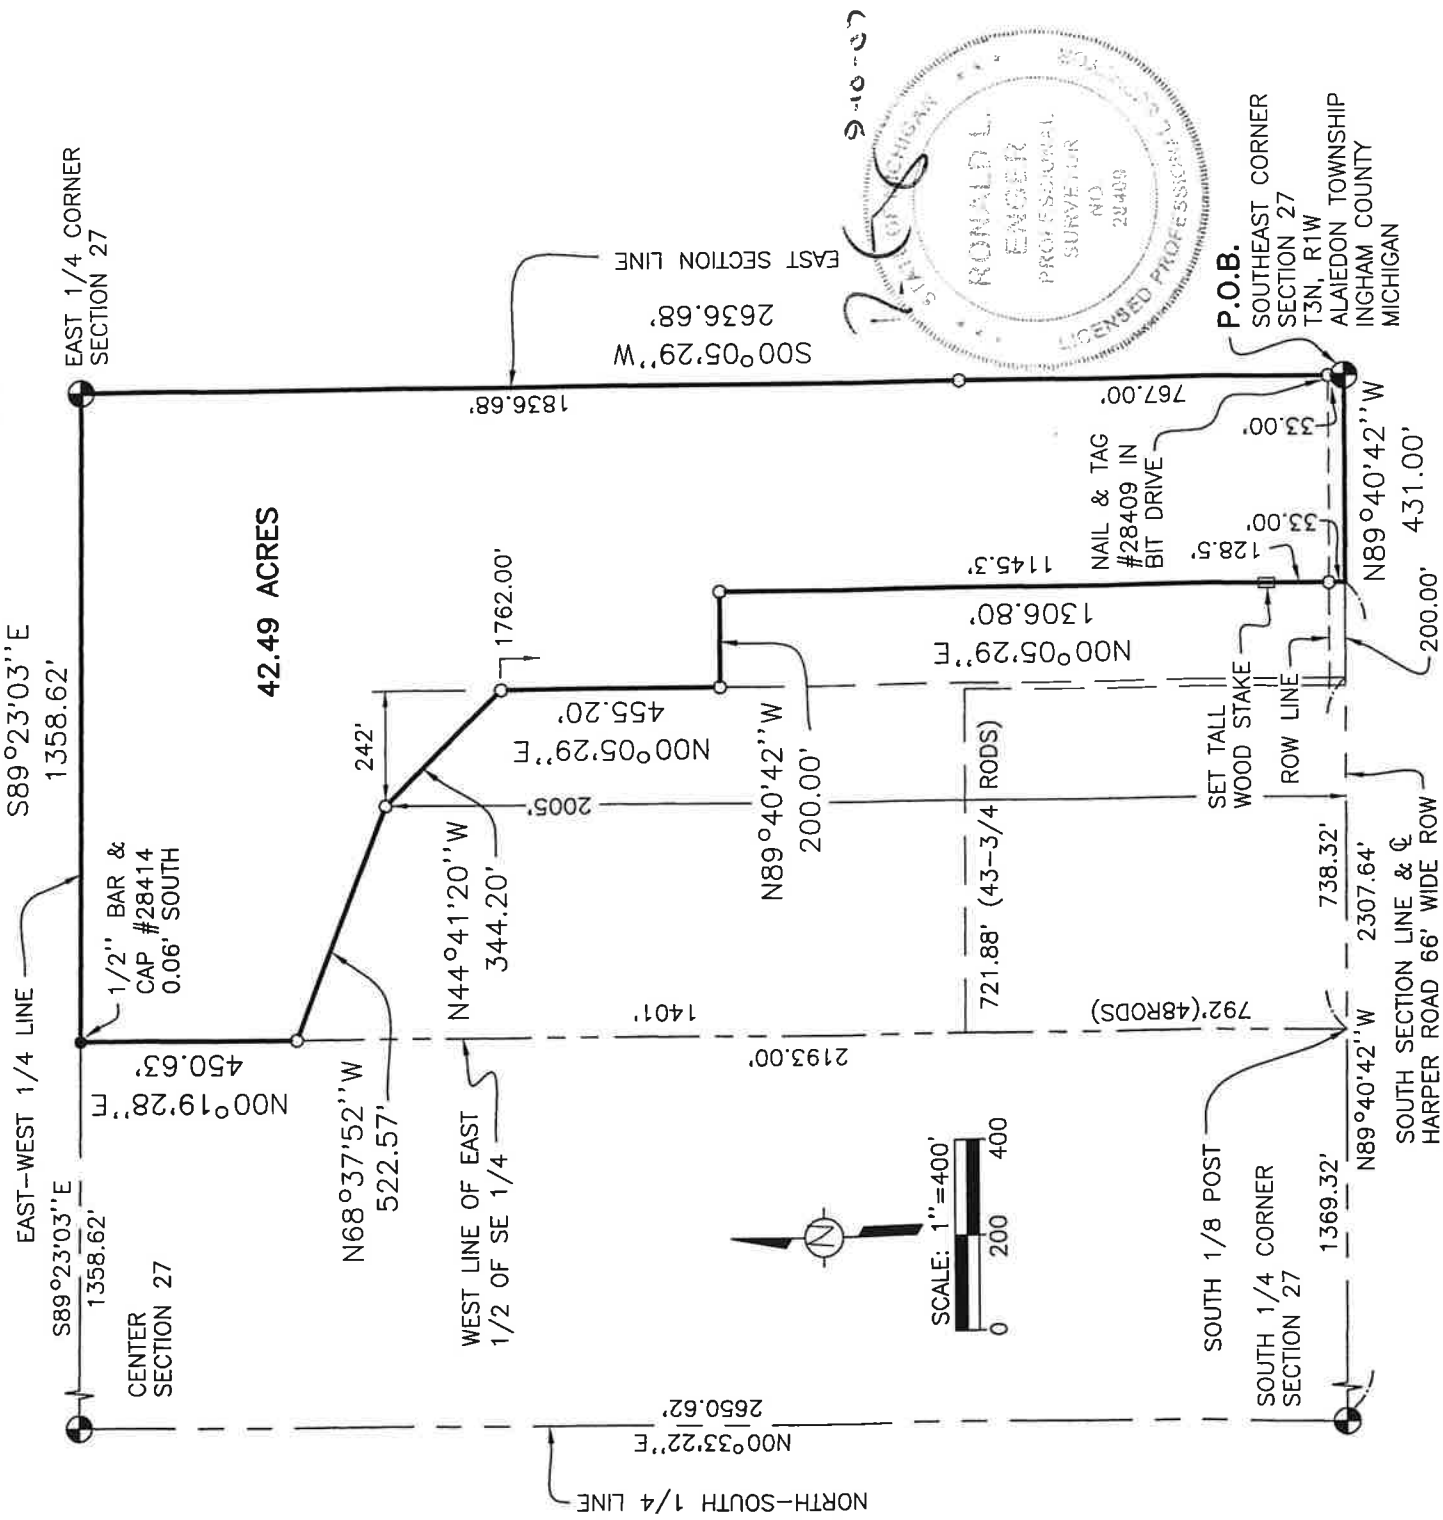 S89°23'03''E
1358.62'
EAST-WEST 1/4 LINE
S89°23'03''E
1358.62'
CENTER
SECTION 27
1/2'' BAR &
CAP #28414
0.06' SOUTH
EAST 1/4 CORNER
SECTION 27
42.49 ACRES
N00°19'28''E
450.63'
N68°37'52''W
522.57'
N44°41'20''W
344.20'
242'
1762.00'
N00°05'29''E
455.20'
N89°40'42''W
200.00'
2005'
WEST LINE OF EAST
1/2 OF SE 1/4
1401'
2193.00'
721.88' (43-3/4 RODS)
792'(48RODS)
N00°05'29''E
1306.80'
1145.3'
128.5'
33.00'
33.00'
1836.68'
767.00'
S00°05'29''W
2636.68'
EAST SECTION LINE
NAIL & TAG
#28409 IN
BIT DRIVE
SET TALL
WOOD STAKE
ROW LINE
P.O.B.
SOUTHEAST CORNER
SECTION 27
T3N, R1W
ALAIEDON TOWNSHIP
INGHAM COUNTY
MICHIGAN
N89°40'42''W
431.00'
200.00'
738.32'
2307.64'
SOUTH SECTION LINE & ℄
HARPER ROAD 66' WIDE ROW
N89°40'42''W
1369.32'
SOUTH 1/8 POST
SOUTH 1/4 CORNER
SECTION 27
N00°33'22''E
2650.62'
NORTH-SOUTH 1/4 LINE
N
SCALE: 1''=400'
0
200
400
STATE OF MICHIGAN
RONALD L.
ENGER
PROFESSIONAL
SURVEYOR
NO.
28409
LICENSED PROFESSIONAL SURVEYOR